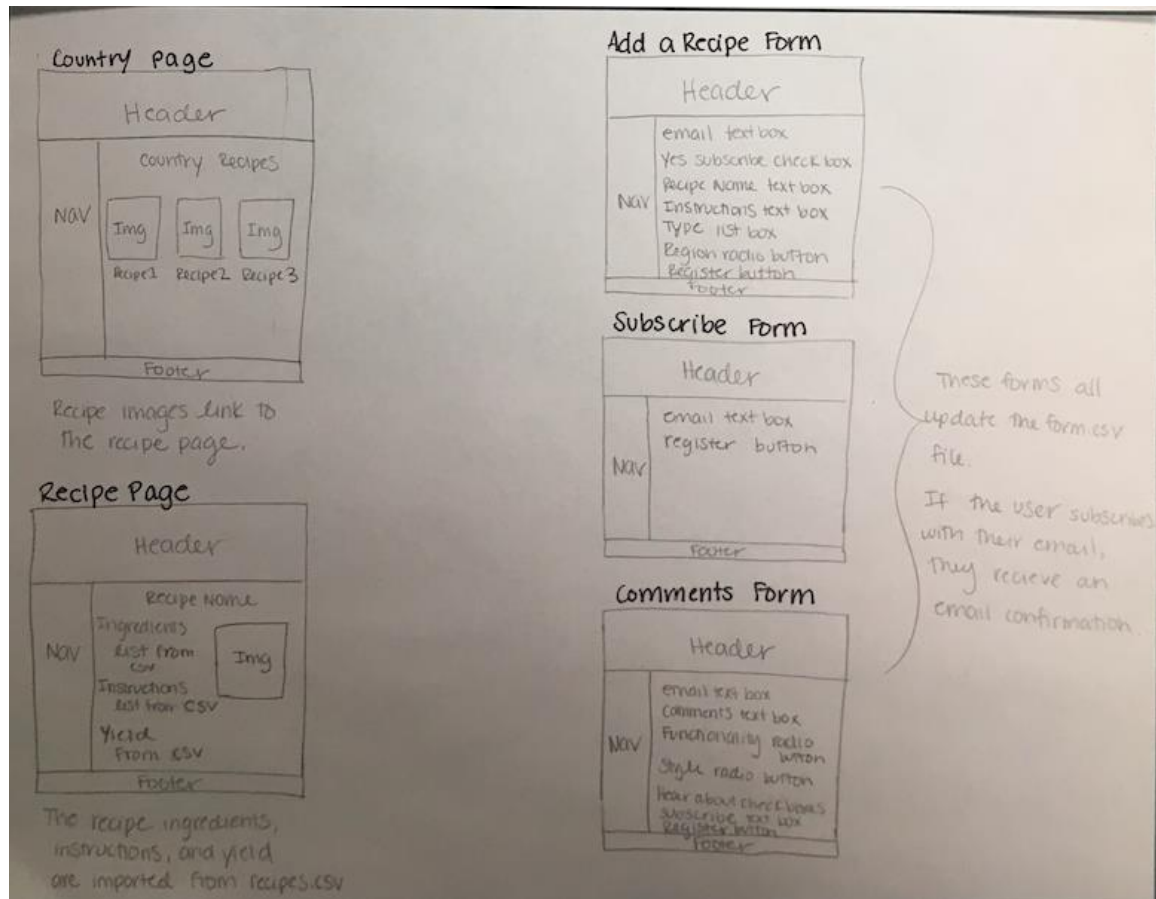 Country page
Header
Nav
Country Recipes
Img
Img
Img
Recipe1
Recipe2
Recipe3
Footer
Recipe images link to
the recipe page.
Recipe Page
Header
Nav
Recipe Name
Ingredients
List from
CSV
Img
Instructions
List from CSV
Yield
From CSV
Footer
The recipe ingredients,
instructions, and yield
are imported from recipes.csv
Add a Recipe Form
Header
Nav
email text box
Yes subscribe check box
Recipe Name text box
Instructions text box
Type list box
Region radio button
Register button
Footer
Subscribe Form
Header
Nav
email text box
register button
Footer
Comments Form
Header
Nav
email text box
Comments text box
Functionality radio
button
Style radio button
Hear about check boxes
subscribe text box
Register button
Footer
These forms all
update the form.csv
file.
If the user subscribes
with their email,
they recieve an
email confirmation.